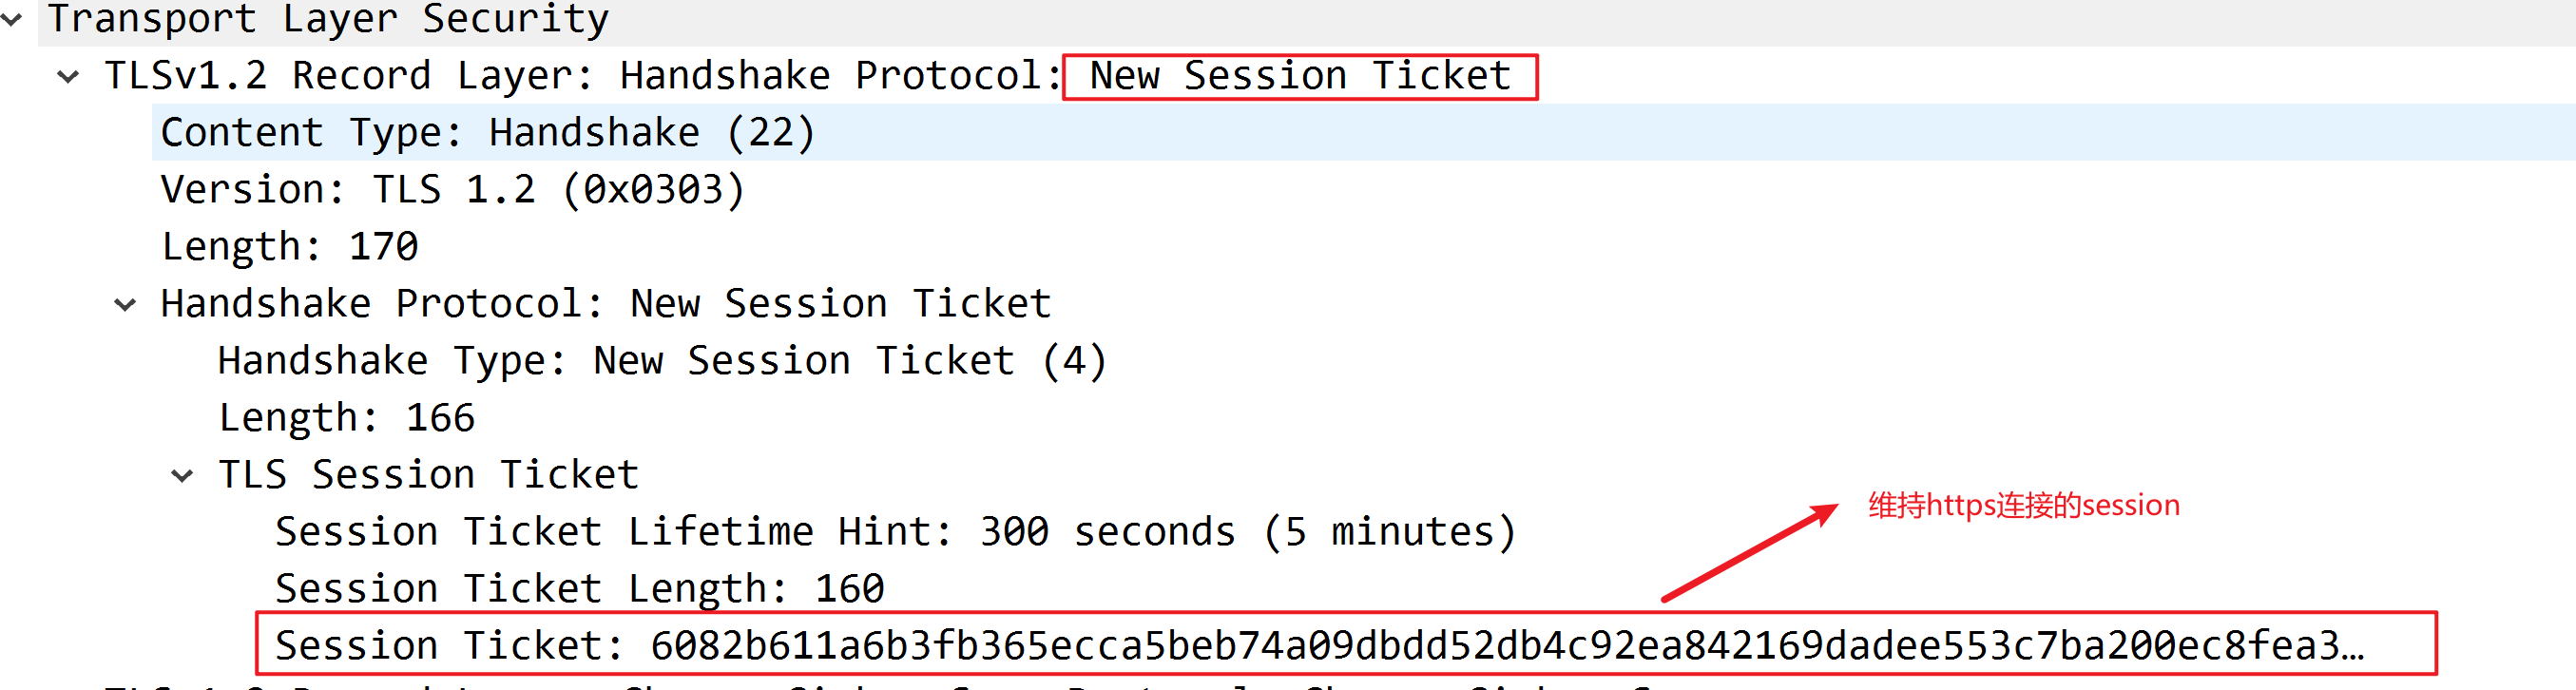 Transport Layer Security
TLSv1.2 Record Layer: Handshake Protocol: New Session Ticket
Content Type: Handshake (22)
Version: TLS 1.2 (0x0303)
Length: 170
Handshake Protocol: New Session Ticket
Handshake Type: New Session Ticket (4)
Length: 166
TLS Session Ticket
维持https连接的session
Session Ticket Lifetime Hint: 300 seconds (5 minutes)
Session Ticket Length: 160
Session Ticket: 6082b611a6b3fb365ecca5beb74a09dbdd52db4c92ea842169dadee553c7ba200ec8fea3…